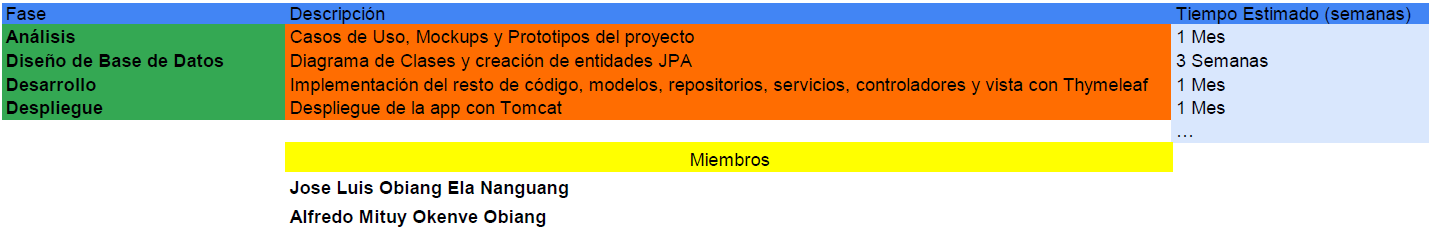 Fase Descripción Tiempo Estimado (semanas)
Análisis Casos de Uso, Mockups y Prototipos del proyecto 1 Mes
Diseño de Base de Datos Diagrama de Clases y creación de entidades JPA 3 Semanas
Desarrollo Implementación del resto de código, modelos, repositorios, servicios, controladores y vista con Thymeleaf 1 Mes
Despliegue Despliegue de la app con Tomcat 1 Mes
…
Miembros
Jose Luis Obiang Ela Nanguang
Alfredo Mituy Okenve Obiang